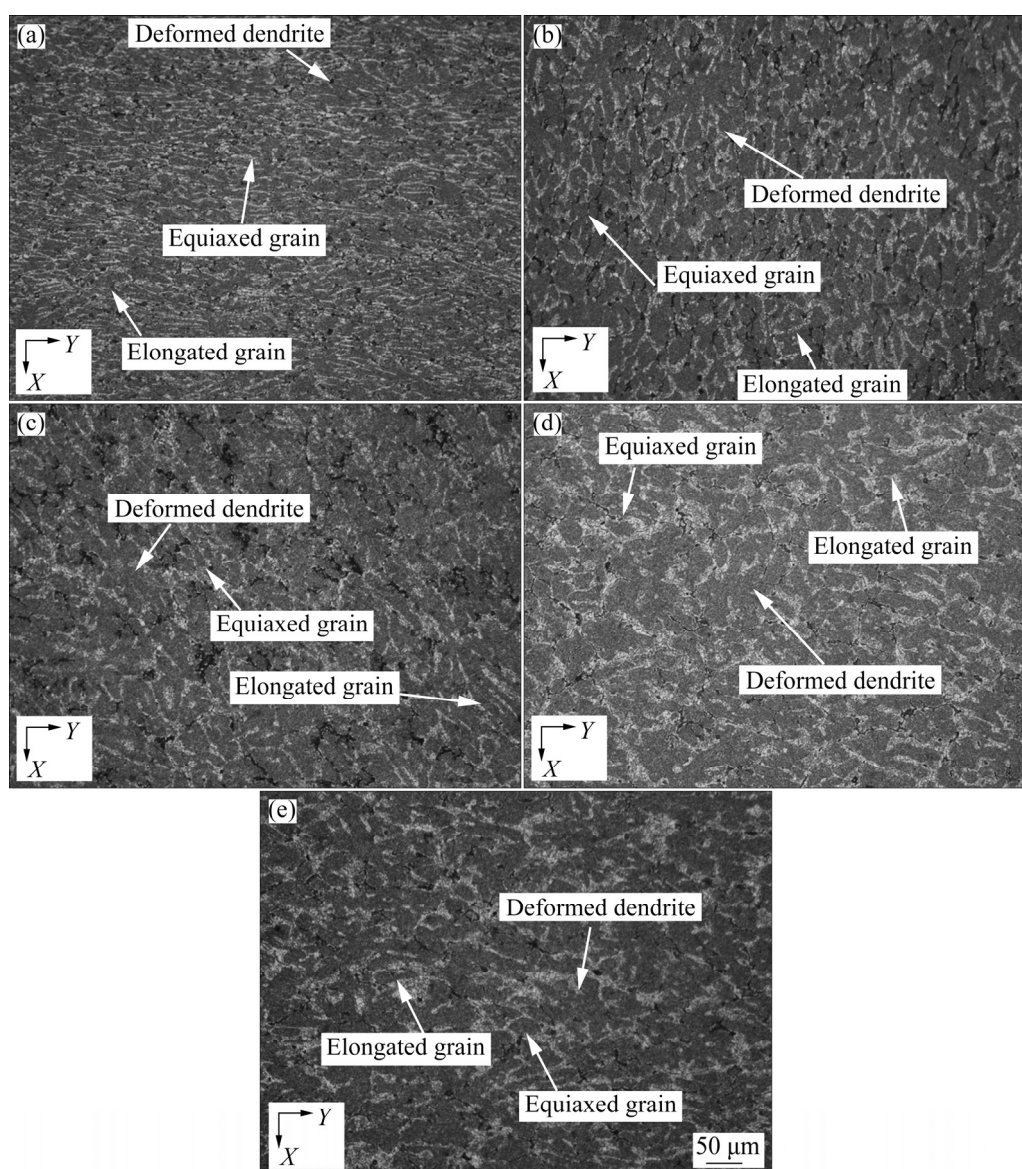 (a)
Deformed dendrite
Equiaxed grain
Elongated grain
Y
X
(b)
Deformed dendrite
Equiaxed grain
Elongated grain
Y
X
(c)
Deformed dendrite
Equiaxed grain
Elongated grain
Y
X
(d)
Equiaxed grain
Elongated grain
Deformed dendrite
Y
X
(e)
Deformed dendrite
Elongated grain
Equiaxed grain
Y
X
50 μm